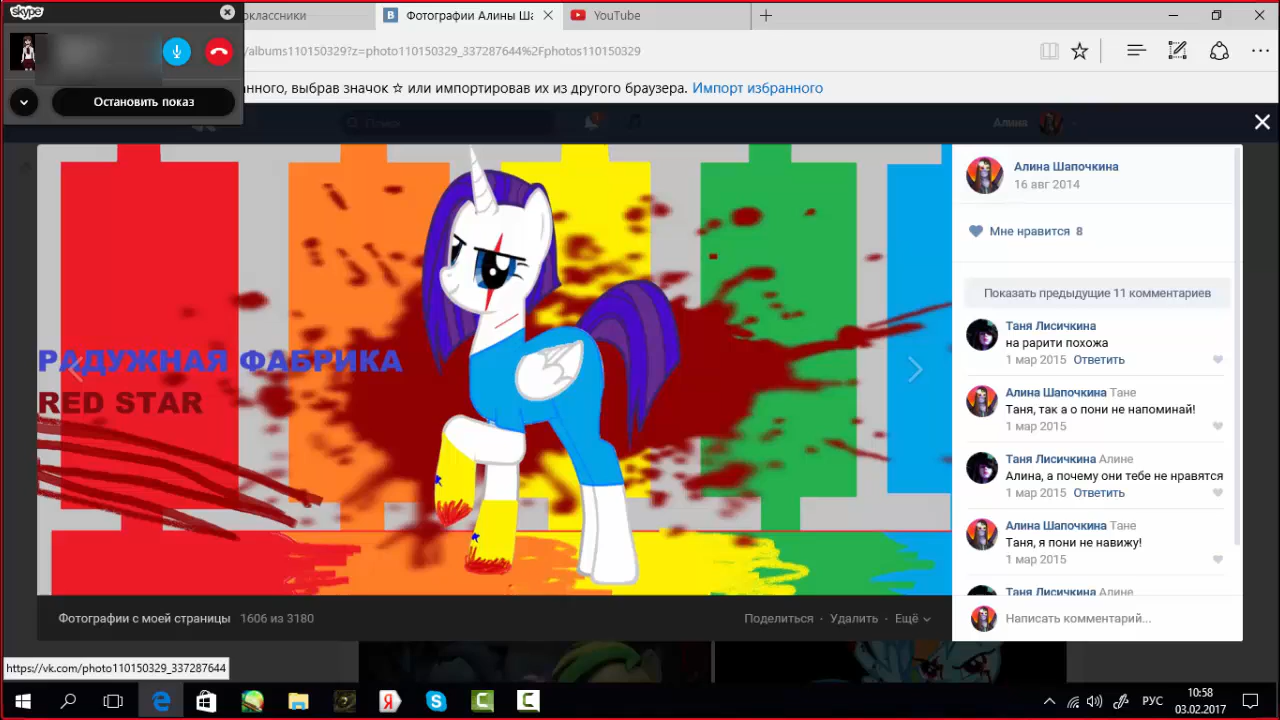 skype
оклассники
Фотографии Алины Ша
YouTube
/albums110150329?z=photo110150329_337287644%2Fphotos110150329
Остановить показ
нного, выбрав значок ☆ или импортировав их из другого браузера. Импорт избранного
Поиск
Алина
РАДУЖНАЯ ФАБРИКА
RED STAR
Алина Шапочкина
16 авг 2014
Мне нравится 8
Показать предыдущие 11 комментариев
Таня Лисичкина
на рарити похожа
1 мар 2015 Ответить
Алина Шапочкина Тане
Таня, так а о пони не напоминай!
1 мар 2015
Таня Лисичкина Алине
Алина, а почему они тебе не нравятся
1 мар 2015 Ответить
Алина Шапочкина Тане
Таня, я пони не навижу!
1 мар 2015
Таня Лисичкина Алине
Фотографии с моей страницы 1606 из 3180
Поделиться · Удалить · Ещё
Написать комментарий...
https://vk.com/photo110150329_337287644
РУС
10:58
03.02.2017